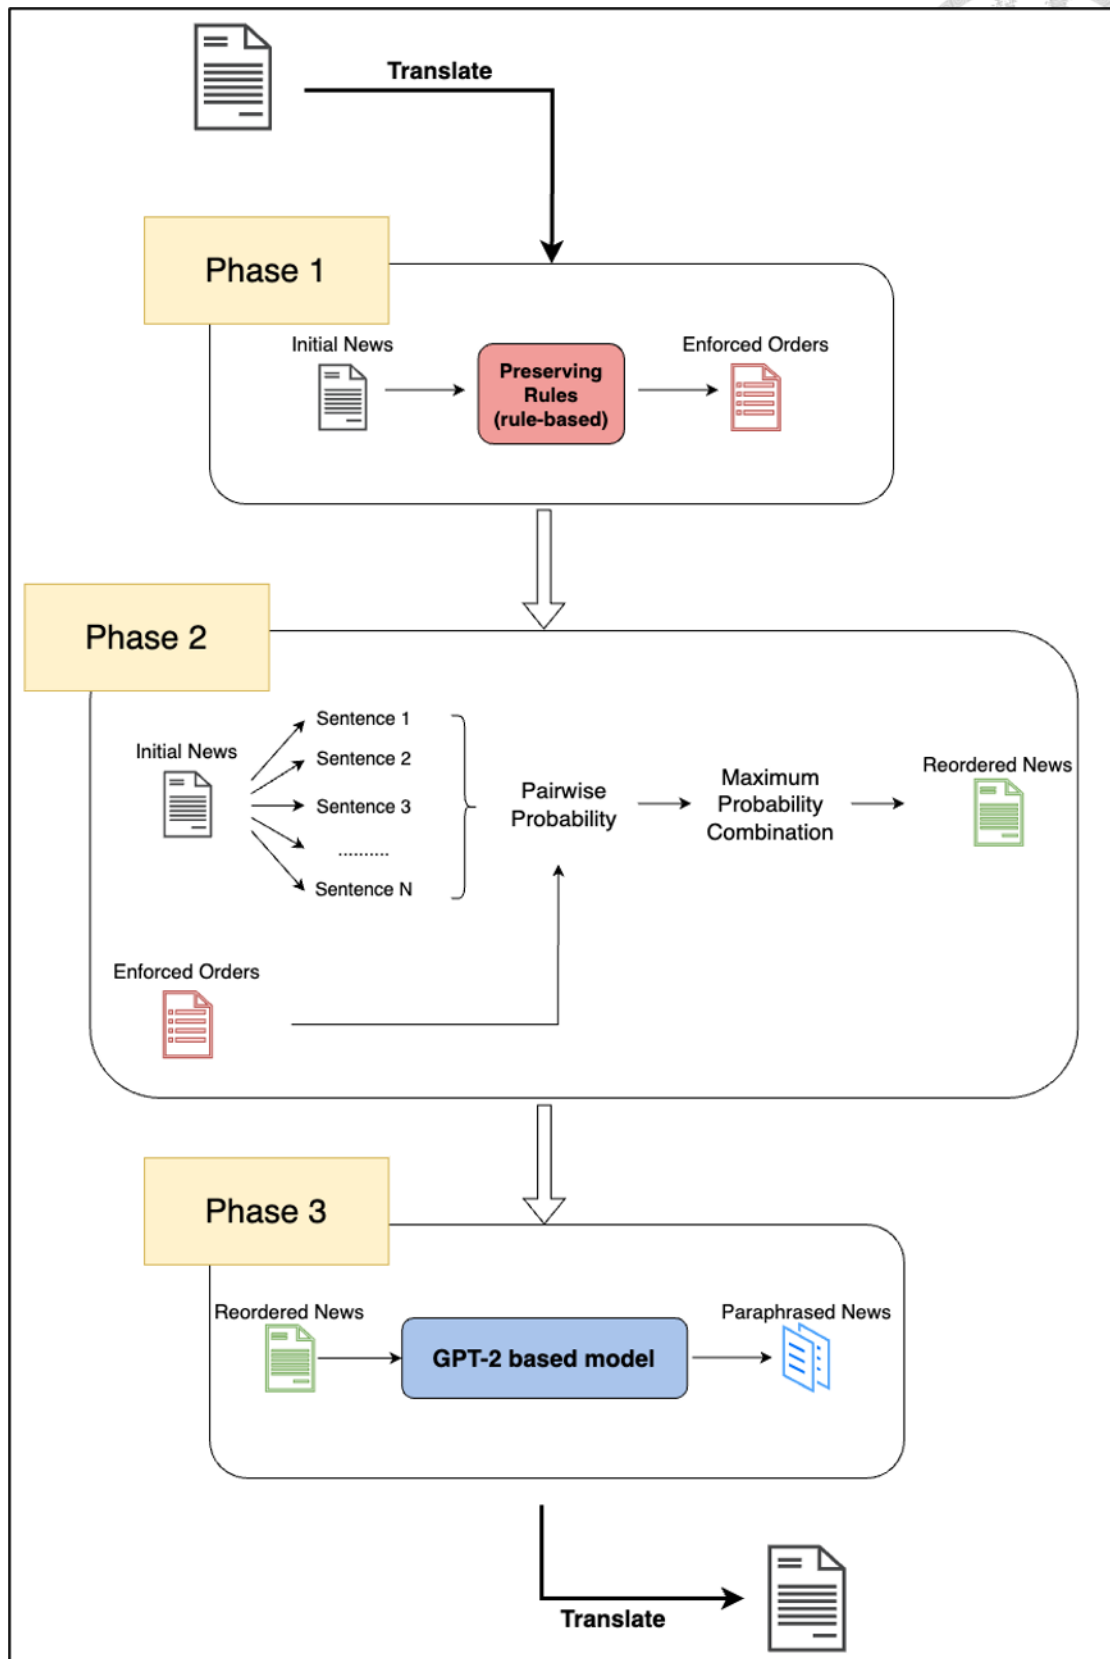 Translate
Phase 1
Initial News
Preserving
Rules
(rule-based)
Enforced Orders
Phase 2
Initial News
Sentence 1
Sentence 2
Sentence 3
..........
Sentence N
Pairwise
Probability
Maximum
Probability
Combination
Reordered News
Enforced Orders
Phase 3
Reordered News
GPT-2 based model
Paraphrased News
Translate